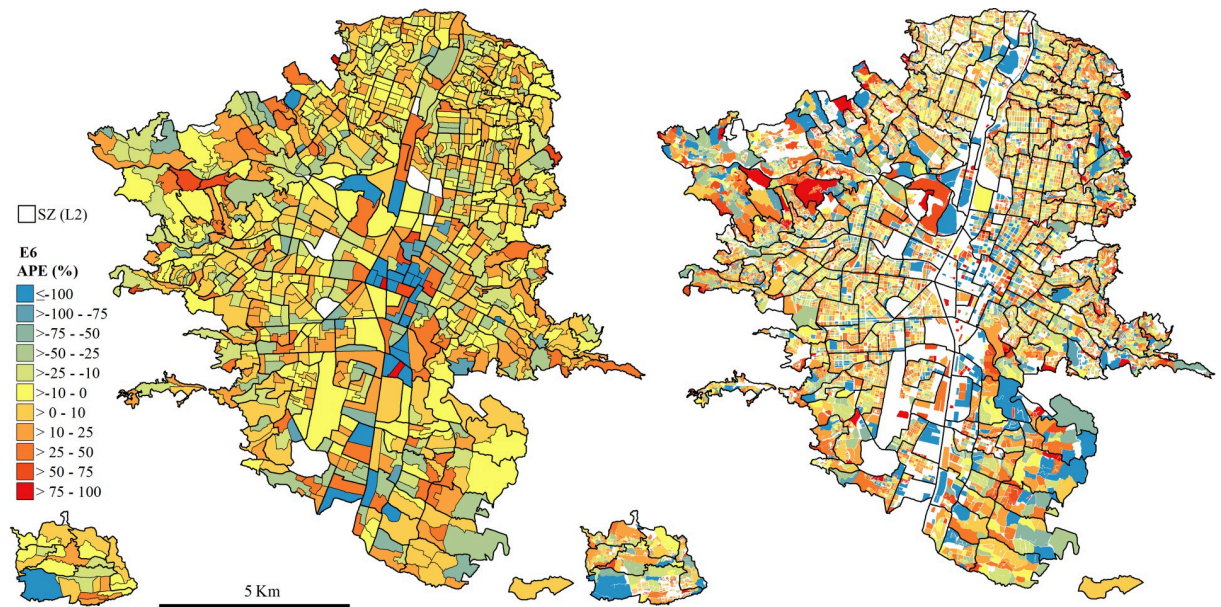 SZ (L2)
E6
APE (%)
≤-100
>-100 - -75
>-75 - -50
>-50 - -25
>-25 - -10
>-10 - 0
> 0 - 10
> 10 - 25
> 25 - 50
> 50 - 75
> 75 - 100
5 Km